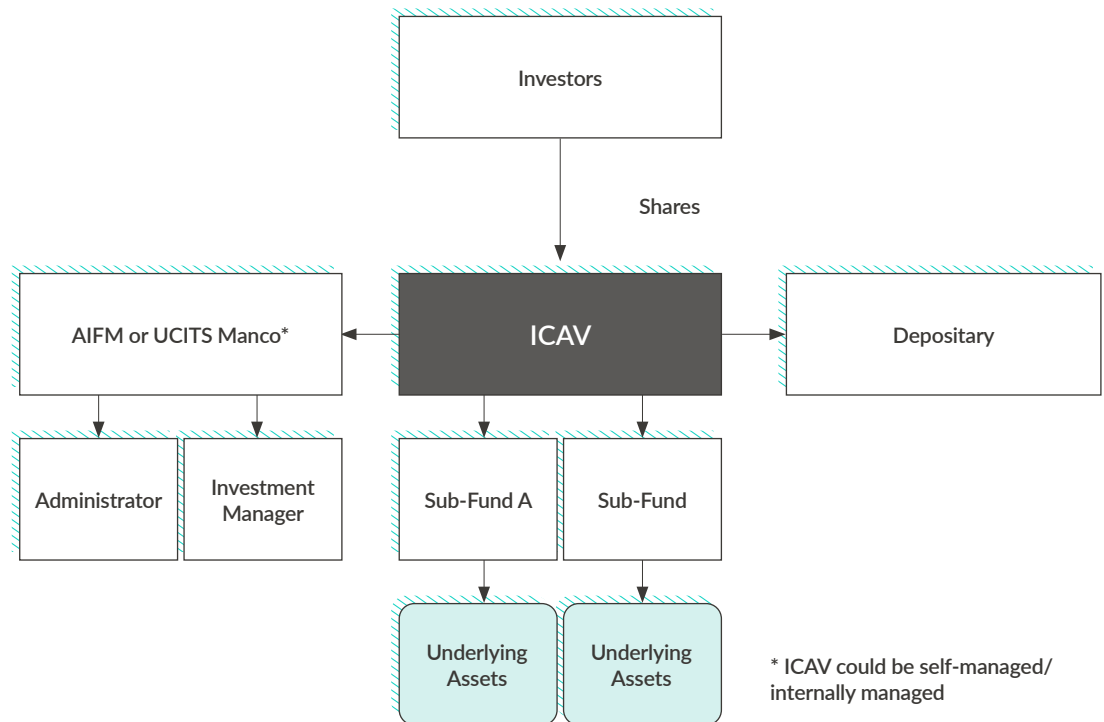 Investors
Shares
AIFM or UCITS Manco*
ICAV
Depositary
Administrator
Investment
Manager
Sub-Fund A
Sub-Fund
Underlying
Assets
Underlying
Assets
* ICAV could be self-managed/
internally managed